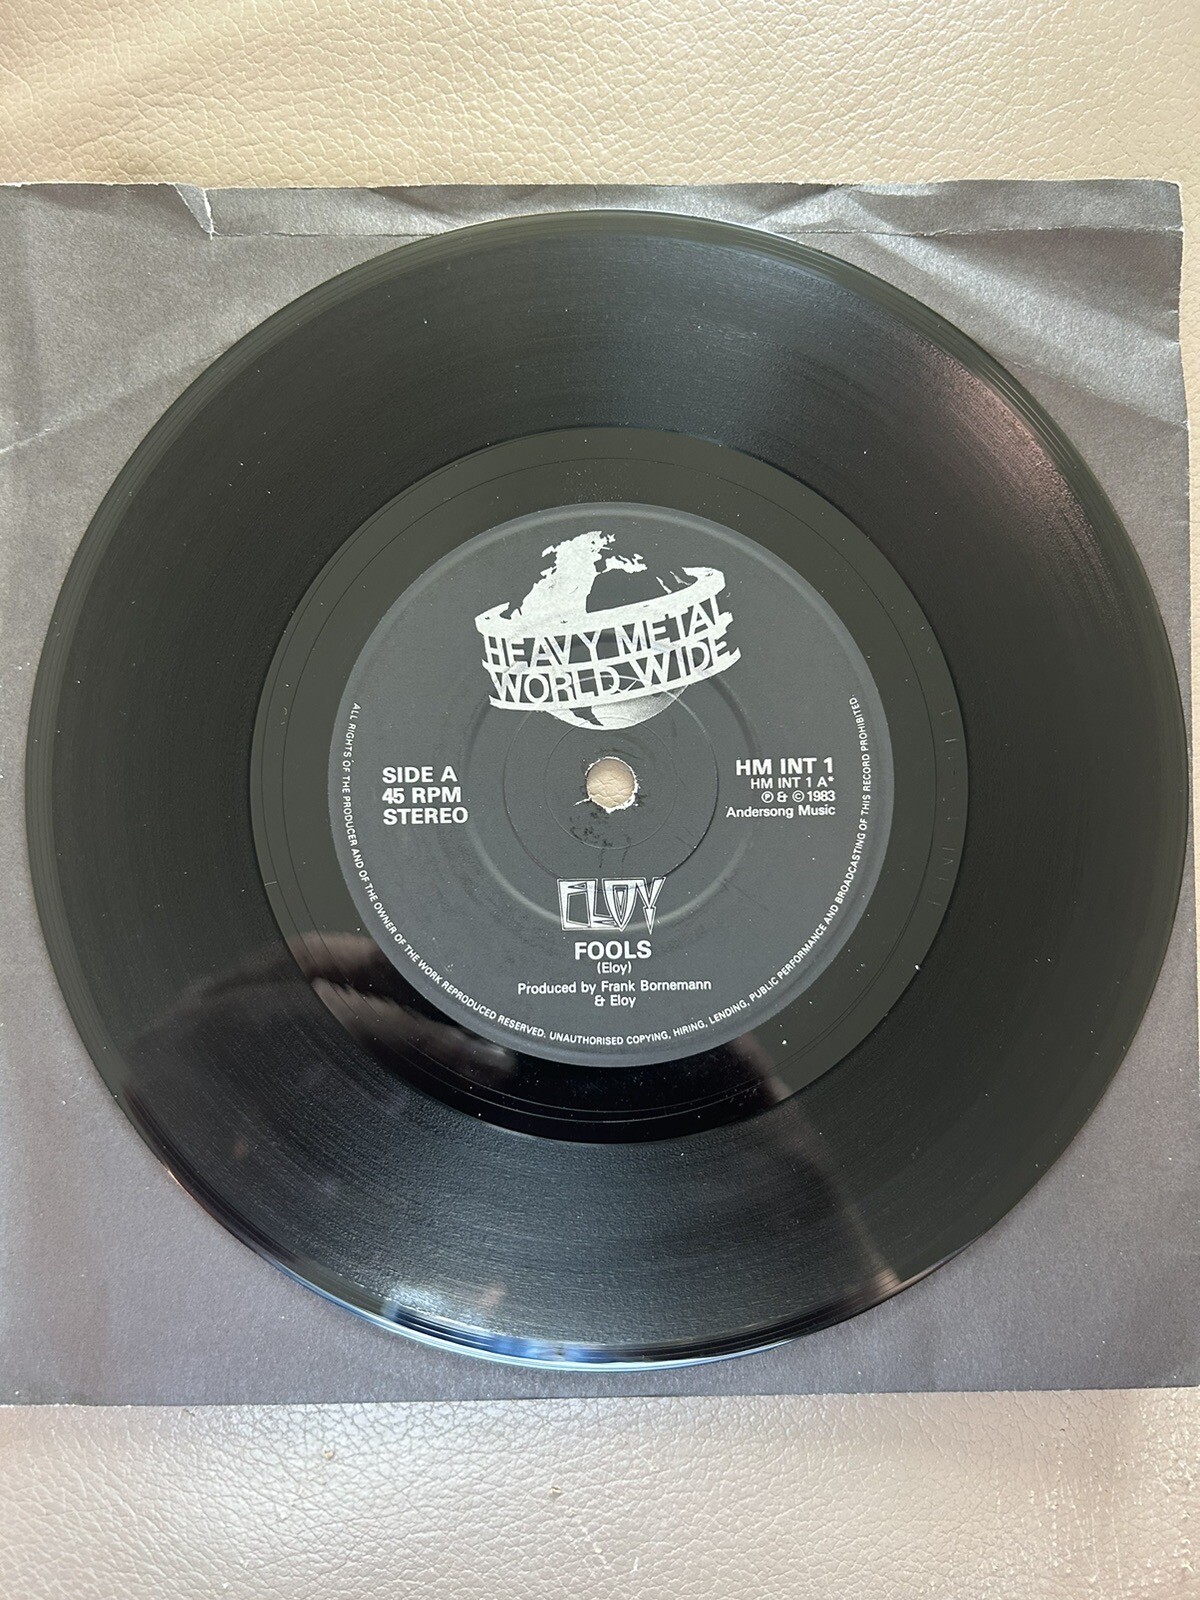 HEAVY METAL
WORLD WIDE
SIDE A
45 RPM
STEREO
HM INT 1
HM INT 1 A*
Ⓟ & © 1983
Andersong Music
ELOY
FOOLS
(Eloy)
Produced by Frank Bornemann
& Eloy
ALL RIGHTS OF THE PRODUCER AND OF THE OWNER OF THE WORK REPRODUCED RESERVED. UNAUTHORISED COPYING, HIRING, LENDING, PUBLIC PERFORMANCE AND BROADCASTING OF THIS RECORD PROHIBITED